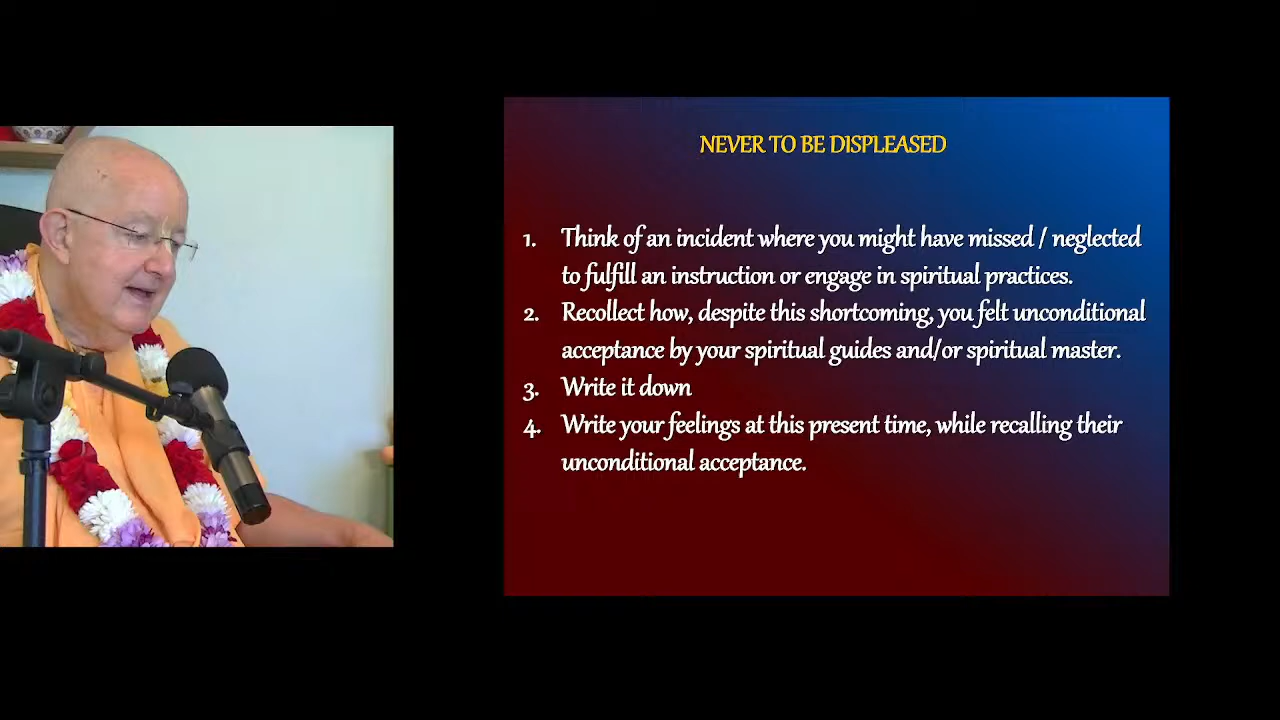 NEVER TO BE DISPLEASED
1. Think of an incident where you might have missed / neglected
to fulfill an instruction or engage in spiritual practices.
2. Recollect how, despite this shortcoming, you felt unconditional
acceptance by your spiritual guides and/or spiritual master.
3. Write it down
4. Write your feelings at this present time, while recalling their
unconditional acceptance.